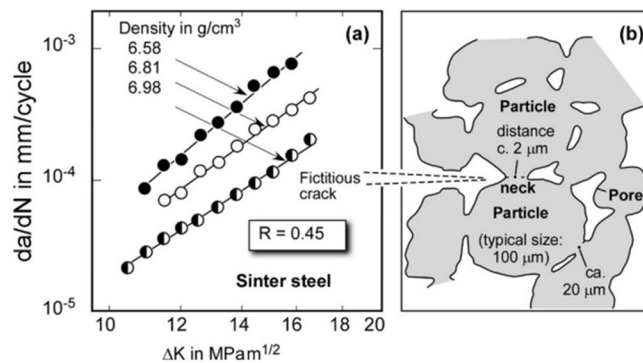 10⁻³
10⁻⁴
10⁻⁵
da/dN in mm/cycle
Density in g/cm³
6.58
6.81
6.98
(a)
R = 0.45
Sinter steel
10
12
14
16
18
20
ΔK in MPam¹/²
Fictitious
crack
(b)
Particle
distance
c. 2 µm
neck
Particle
Pore
(typical size:
100 µm)
ca.
20 µm